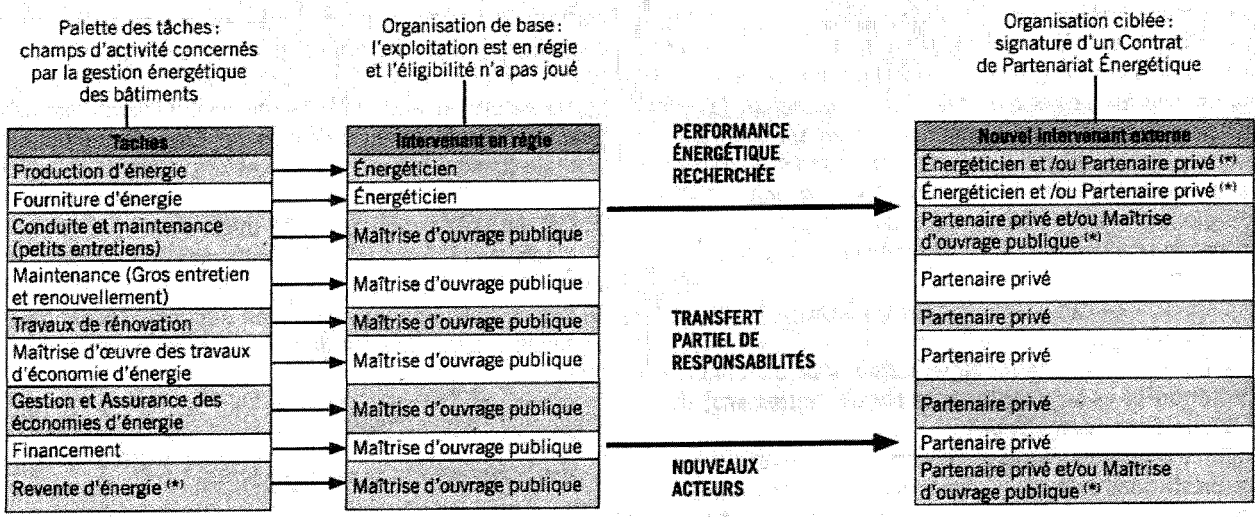 Palette des tâches :
champs d'activité concernés
par la gestion énergétique
des bâtiments
Organisation de base :
l'exploitation est en régie
et l'éligibilité n'a pas joué
Organisation ciblée :
signature d'un Contrat
de Partenariat Énergétique
Taches
Production d'énergie
Fourniture d'énergie
Conduite et maintenance
(petits entretiens)
Maintenance (Gros entretien
et renouvellement)
Travaux de rénovation
Maîtrise d'œuvre des travaux
d'économie d'énergie
Gestion et Assurance des
économies d'énergie
Financement
Revente d'énergie (*)
Intervenant en régie
Énergéticien
Énergéticien
Maîtrise d'ouvrage publique
Maîtrise d'ouvrage publique
Maîtrise d'ouvrage publique
Maîtrise d'ouvrage publique
Maîtrise d'ouvrage publique
Maîtrise d'ouvrage publique
Maîtrise d'ouvrage publique
PERFORMANCE
ÉNERGÉTIQUE
RECHERCHÉE
TRANSFERT
PARTIEL DE
RESPONSABILITÉS
NOUVEAUX
ACTEURS
Nouvel intervenant externe
Énergéticien et /ou Partenaire privé (*)
Énergéticien et /ou Partenaire privé (*)
Partenaire privé et/ou Maîtrise
d'ouvrage publique (*)
Partenaire privé
Partenaire privé
Partenaire privé
Partenaire privé
Partenaire privé
Partenaire privé et/ou Maîtrise
d'ouvrage publique (*)